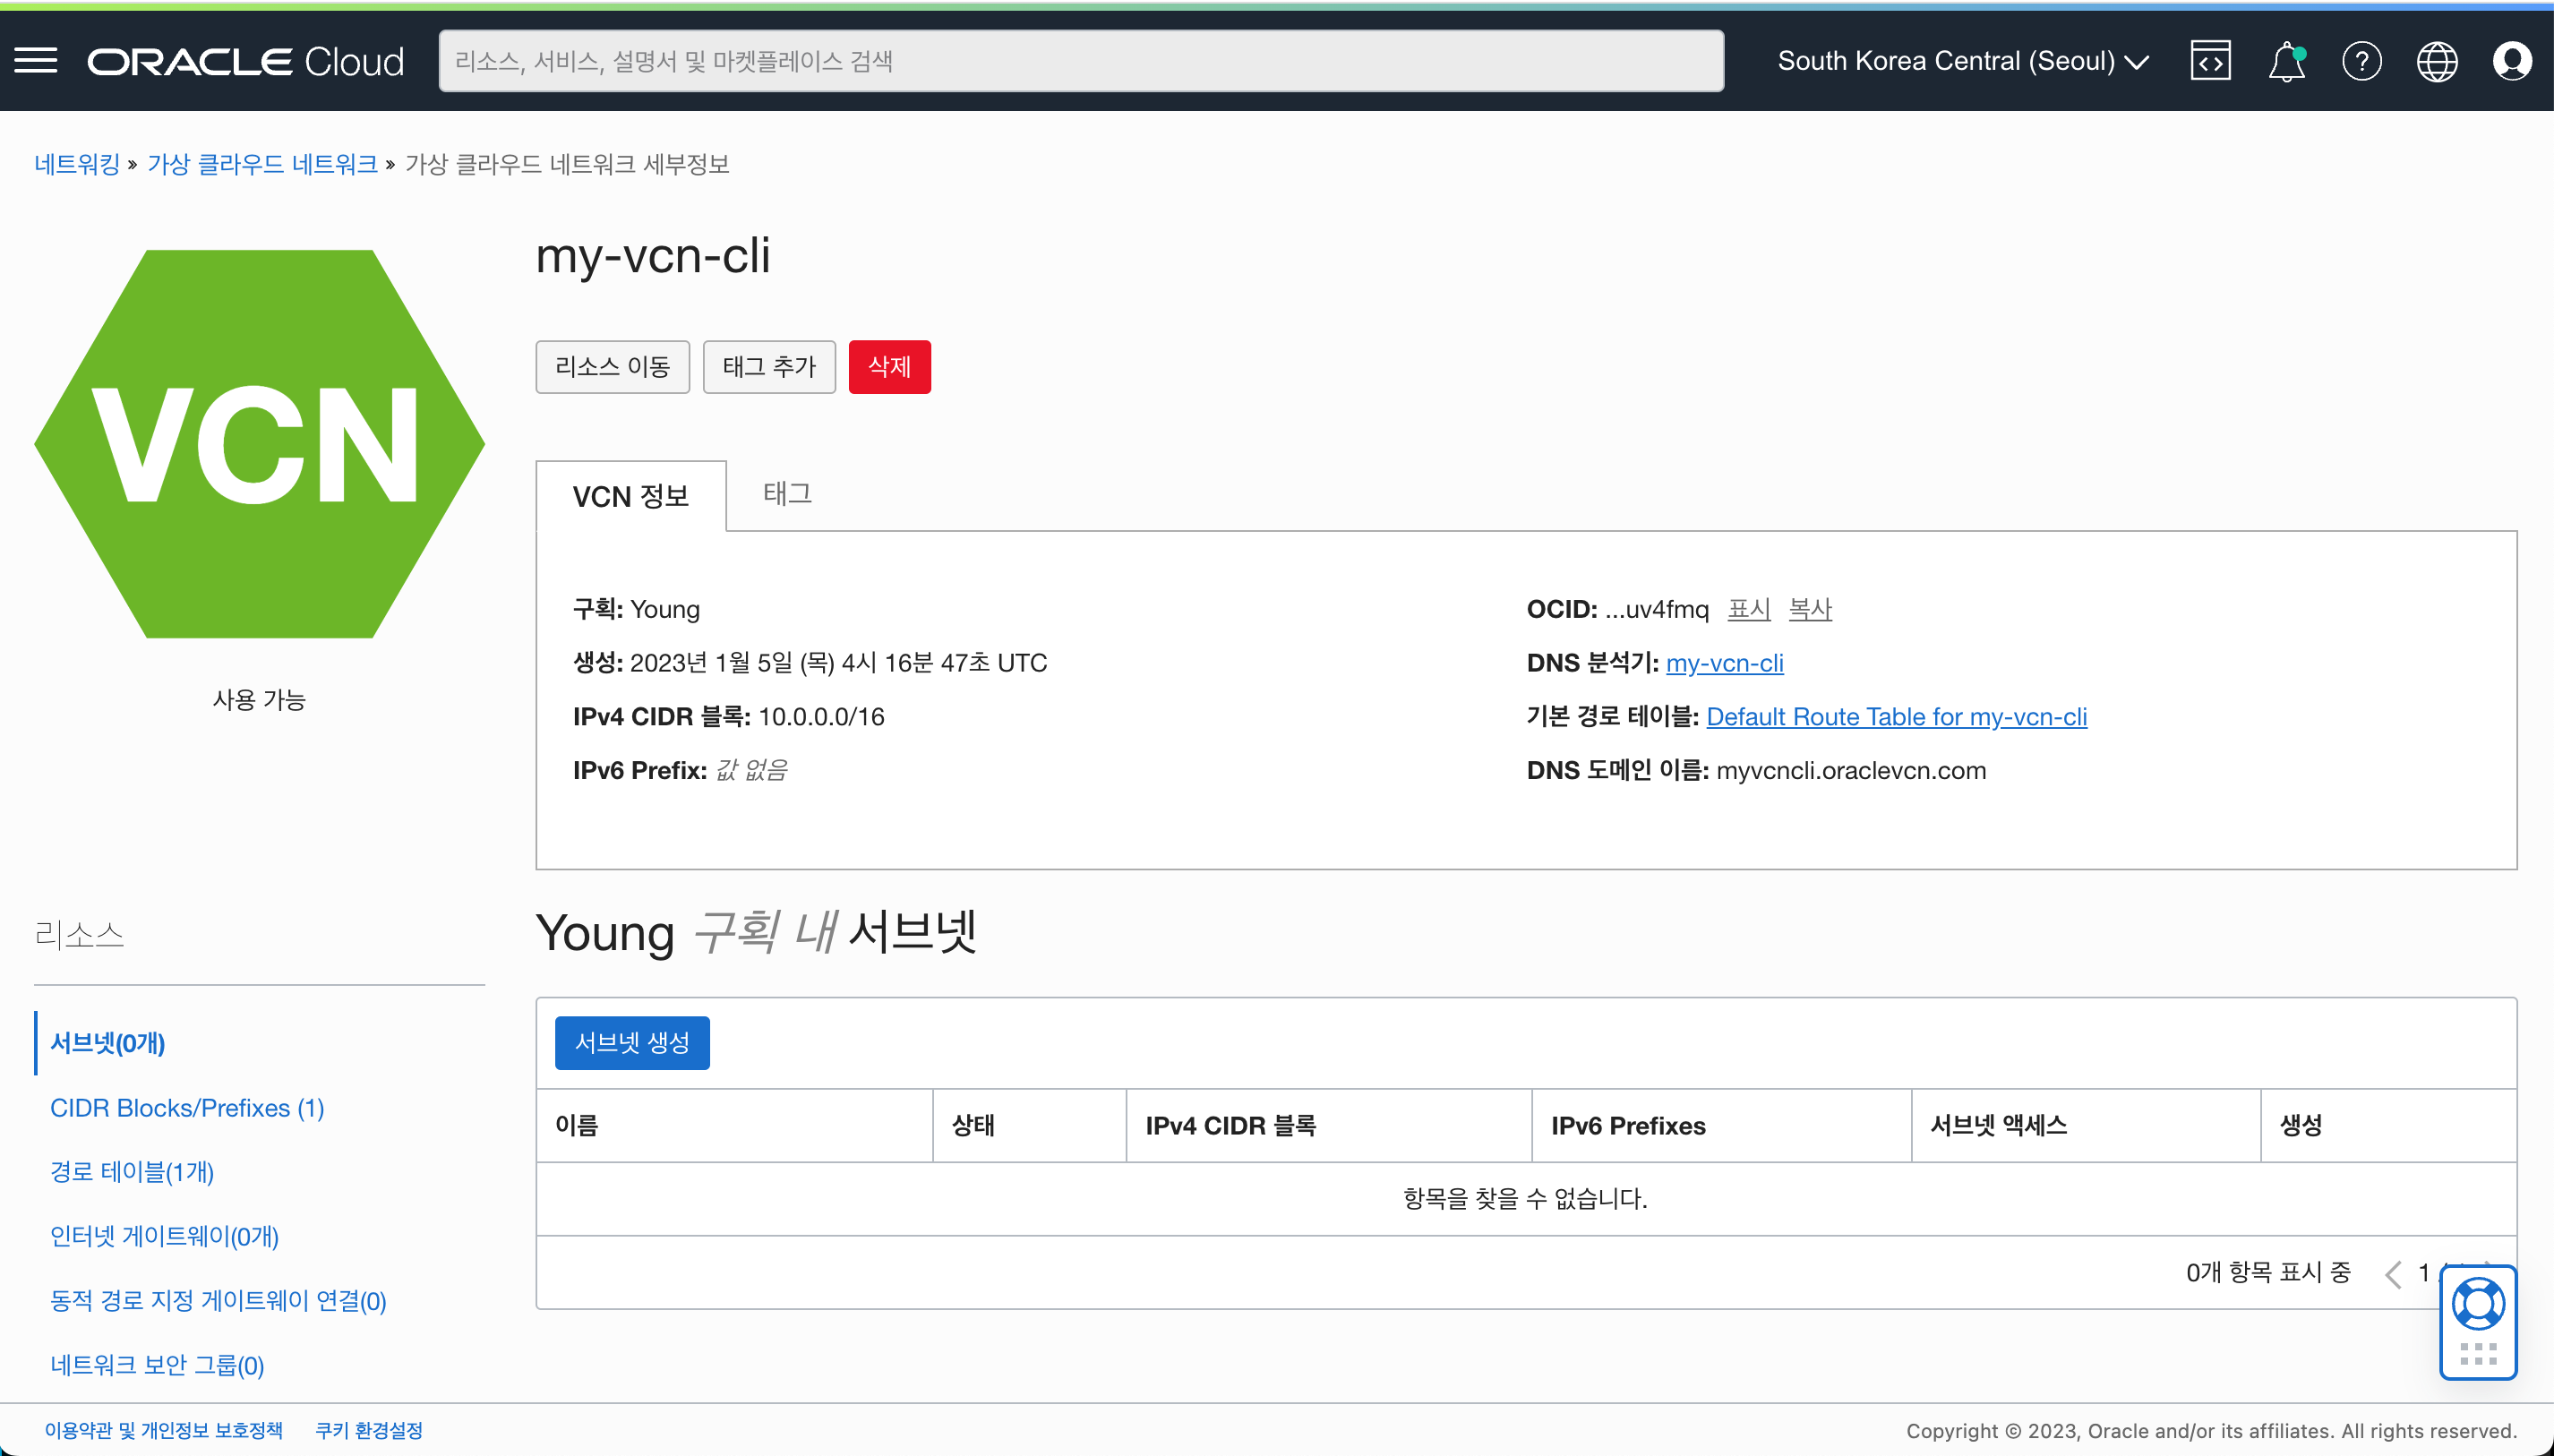 ORACLE Cloud
리소스, 서비스, 설명서 및 마켓플레이스 검색
South Korea Central (Seoul)
네트워킹 » 가상 클라우드 네트워크 » 가상 클라우드 네트워크 세부정보
VCN
사용 가능
my-vcn-cli
리소스 이동 태그 추가 삭제
VCN 정보 태그
구획: Young
생성: 2023년 1월 5일 (목) 4시 16분 47초 UTC
IPv4 CIDR 블록: 10.0.0.0/16
IPv6 Prefix: 값 없음
OCID: ...uv4fmq 표시 복사
DNS 분석기: my-vcn-cli
기본 경로 테이블: Default Route Table for my-vcn-cli
DNS 도메인 이름: myvcncli.oraclevcn.com
리소스
서브넷(0개)
CIDR Blocks/Prefixes (1)
경로 테이블(1개)
인터넷 게이트웨이(0개)
동적 경로 지정 게이트웨이 연결(0)
네트워크 보안 그룹(0)
Young 구획 내 서브넷
서브넷 생성
이름 상태 IPv4 CIDR 블록 IPv6 Prefixes 서브넷 액세스 생성
항목을 찾을 수 없습니다.
0개 항목 표시 중 1
이용약관 및 개인정보 보호정책 쿠키 환경설정
Copyright © 2023, Oracle and/or its affiliates. All rights reserved.